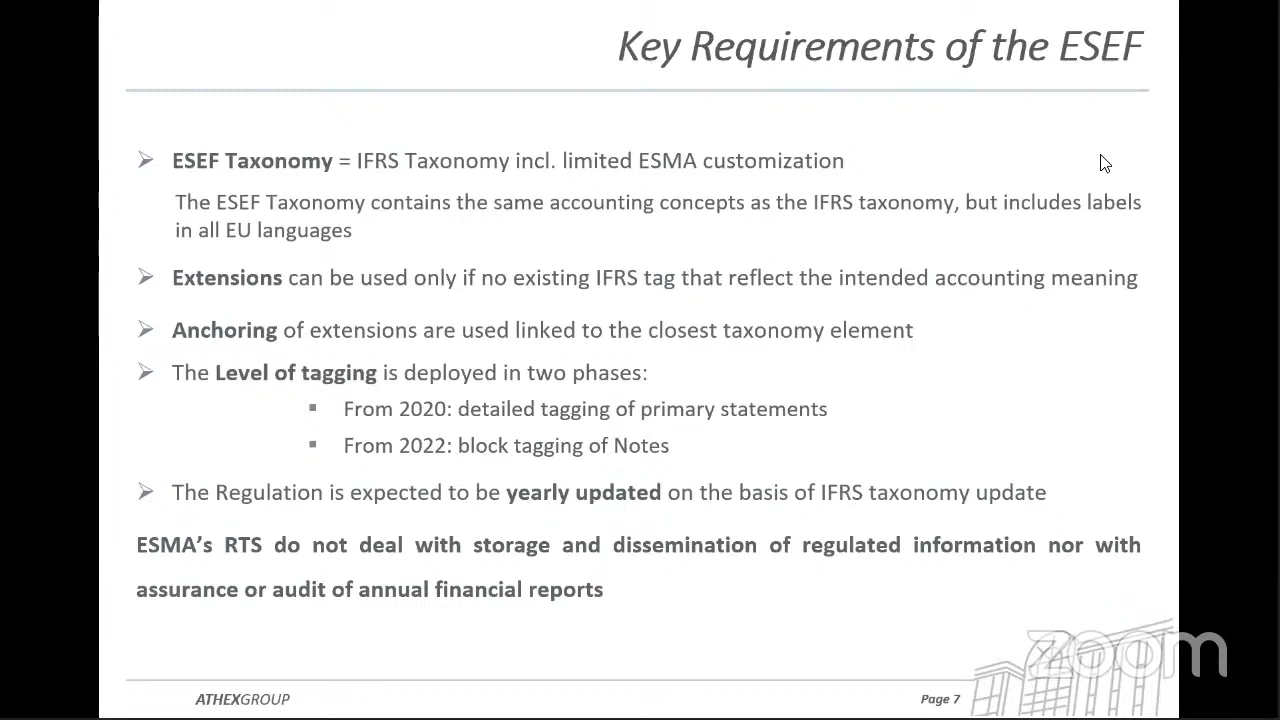 Key Requirements of the ESEF
➢ ESEF Taxonomy = IFRS Taxonomy incl. limited ESMA customization
The ESEF Taxonomy contains the same accounting concepts as the IFRS taxonomy, but includes labels
in all EU languages
➢ Extensions can be used only if no existing IFRS tag that reflect the intended accounting meaning
➢ Anchoring of extensions are used linked to the closest taxonomy element
➢ The Level of tagging is deployed in two phases:
▪ From 2020: detailed tagging of primary statements
▪ From 2022: block tagging of Notes
➢ The Regulation is expected to be yearly updated on the basis of IFRS taxonomy update
ESMA’s RTS do not deal with storage and dissemination of regulated information nor with
assurance or audit of annual financial reports
zoom
ATHEXGROUP
Page 7